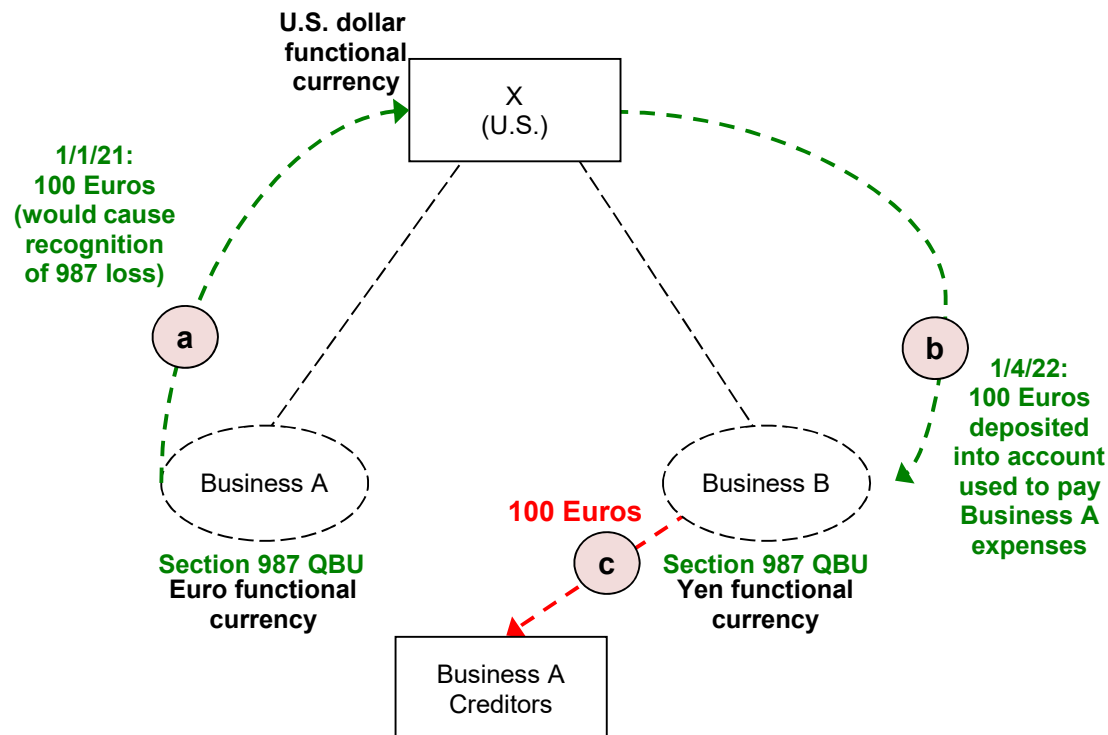 U.S. dollar
functional
currency
X
(U.S.)
1/1/21:
100 Euros
(would cause
recognition
of 987 loss)
a
b
1/4/22:
100 Euros
deposited
into account
used to pay
Business A
expenses
Business A
Business B
100 Euros
c
Section 987 QBU
Euro functional
currency
Section 987 QBU
Yen functional
currency
Business A
Creditors